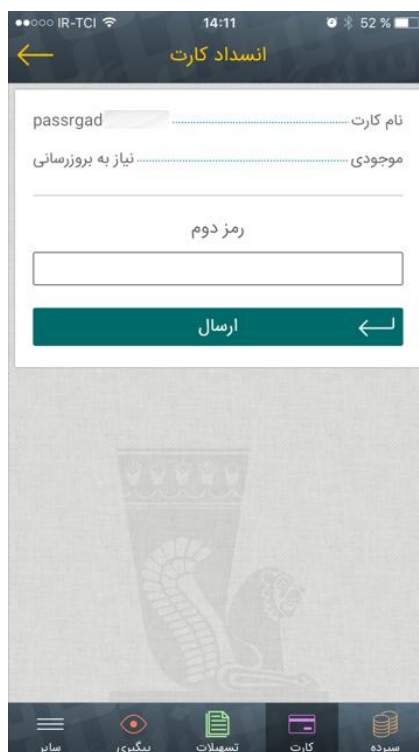 IR-TCI 14:11 52 %
انسداد کارت
نام کارت passrgad
موجودی نیاز به بروزرسانی
رمز دوم
ارسال
سپرده کارت تسهیلات پیگیری سایر